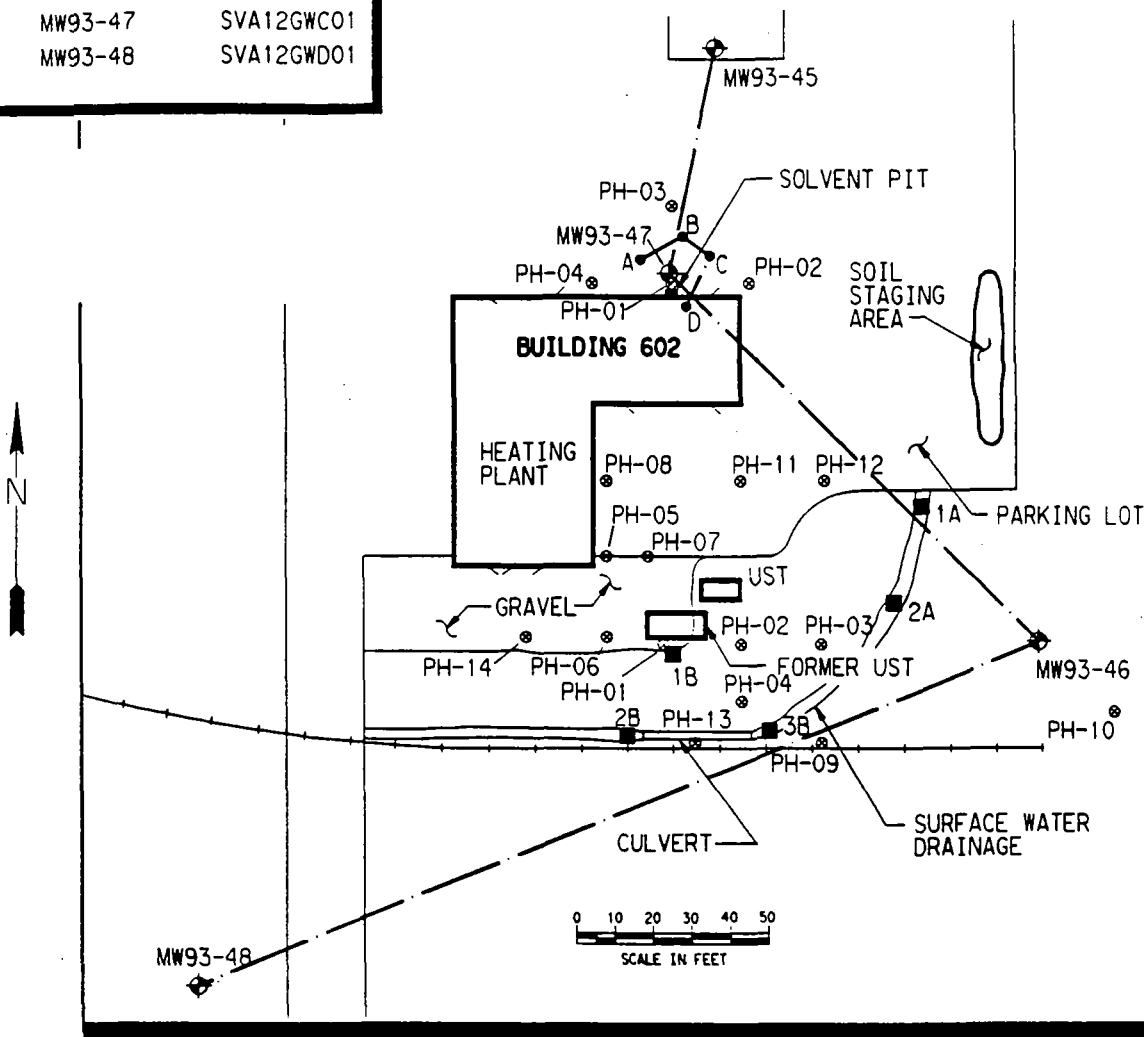 MW93-47 SVA12GWC01
MW93-48 SVA12GWD01
MW93-45
SOLVENT PIT
PH-03
B
MW93-47
A
C
PH-04
PH-02
SOIL
STAGING
AREA
PH-01
D
BUILDING 602
HEATING
PLANT
PH-08
PH-11
PH-12
N
1A
PARKING LOT
PH-05
PH-07
UST
GRAVEL
2A
PH-02
PH-03
PH-14
PH-06
FORMER UST
MW93-46
PH-01
1B
PH-04
2B
PH-13
3B
PH-10
PH-09
CULVERT
SURFACE WATER
DRAINAGE
0 10 20 30 40 50
SCALE IN FEET
MW93-48